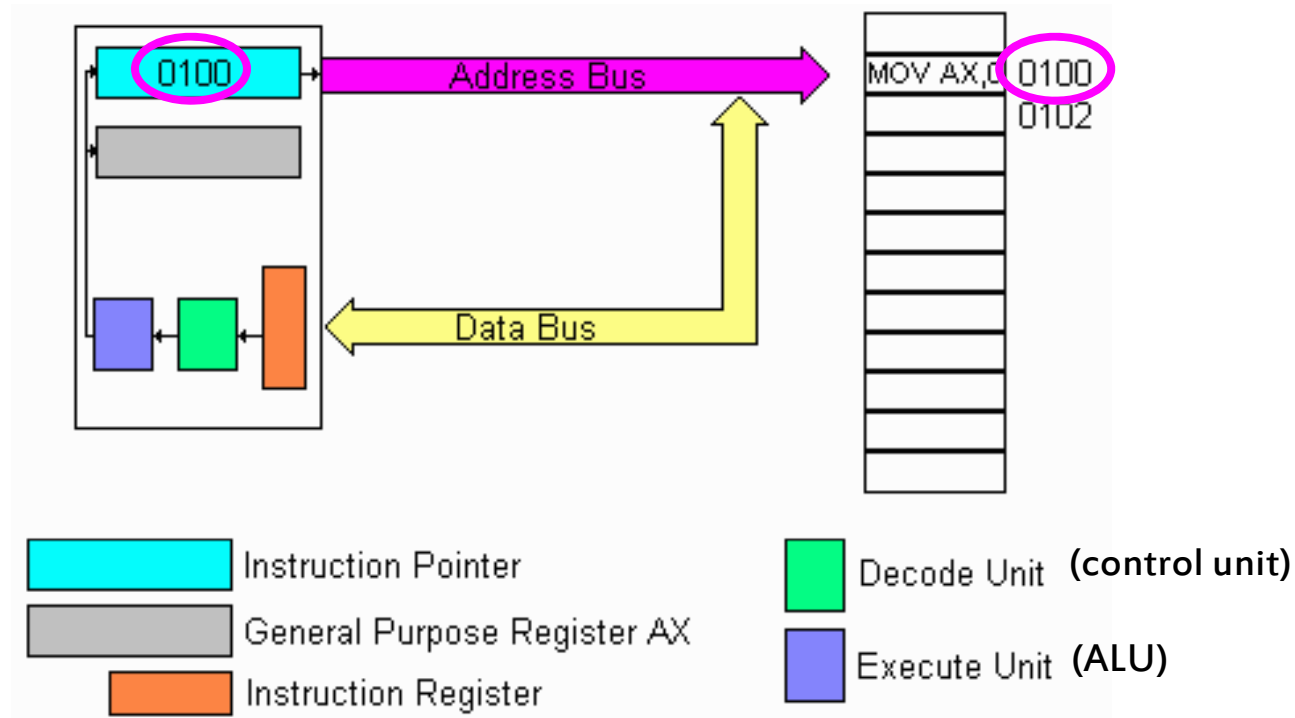 0100
Address Bus
MOV AX,0
0100
0102
Data Bus
Instruction Pointer
General Purpose Register AX
Instruction Register
Decode Unit (control unit)
Execute Unit (ALU)